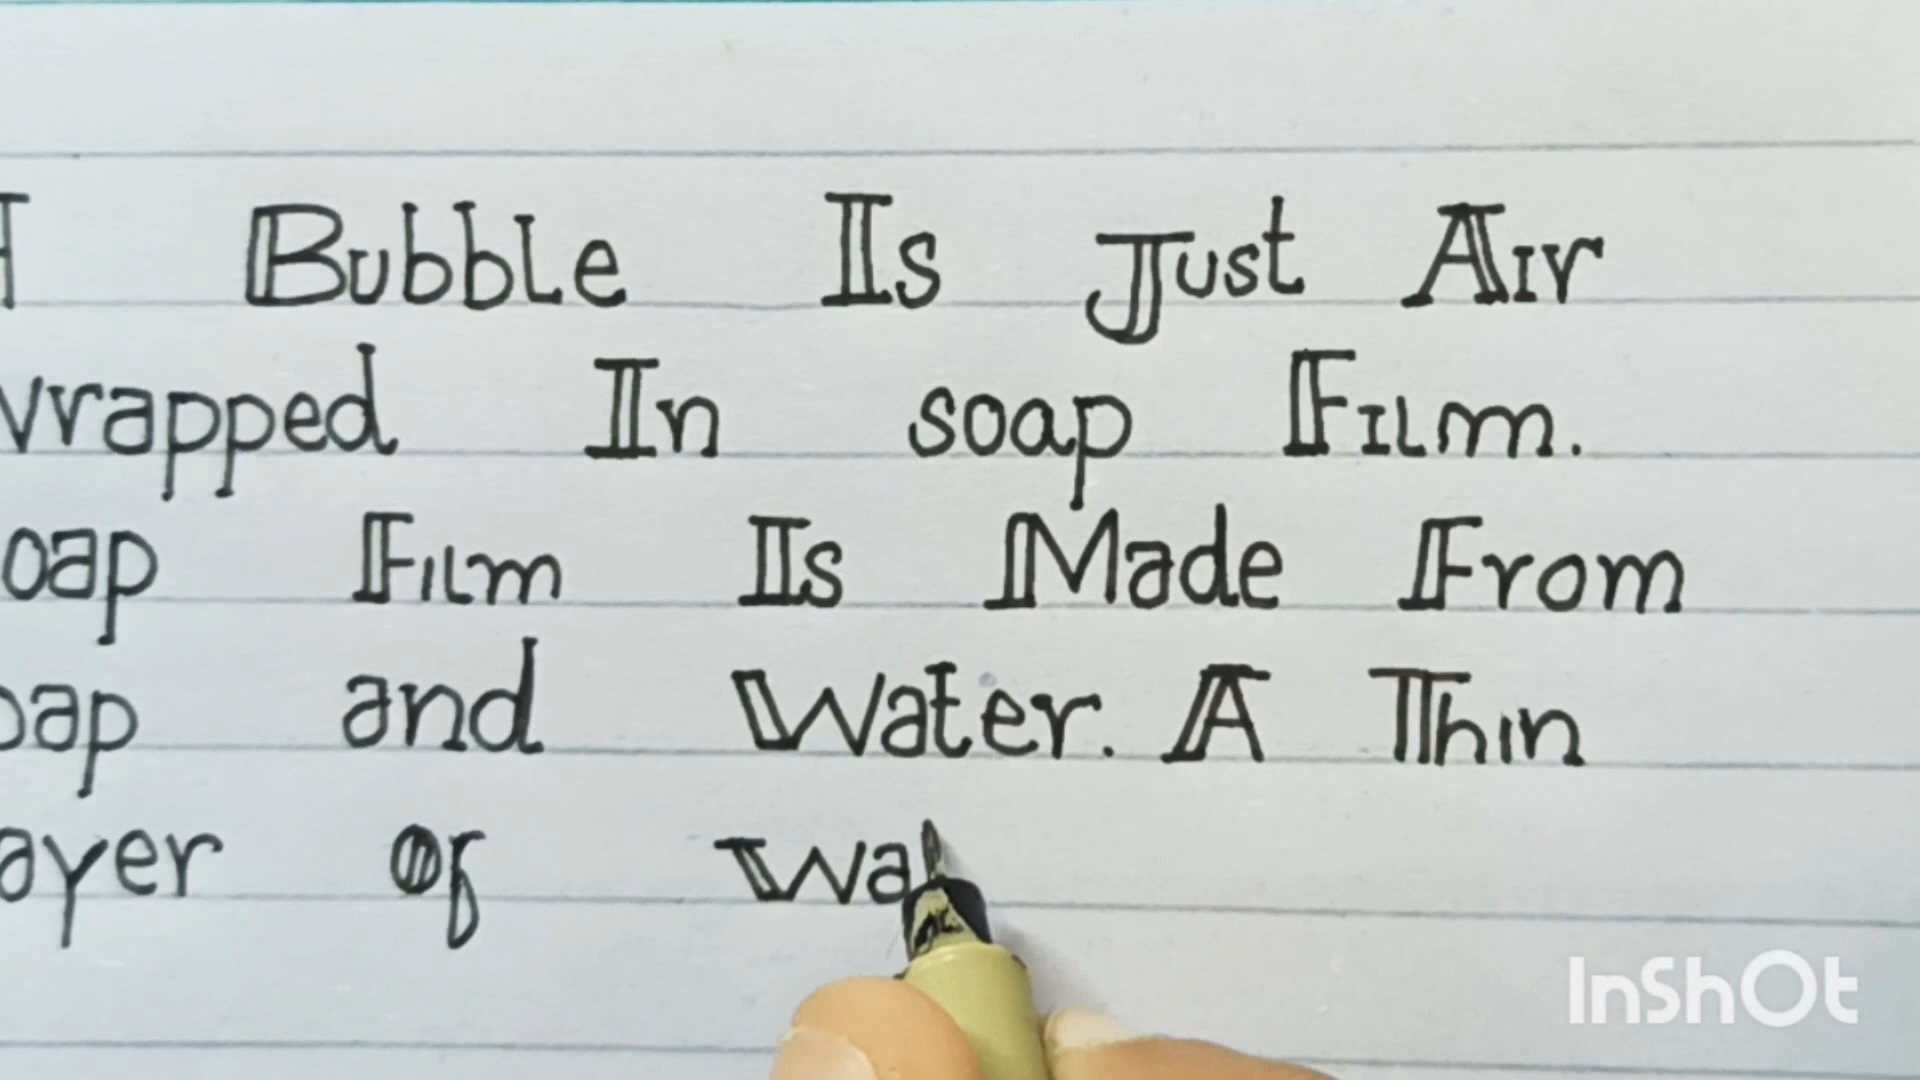 A Bubble Is Just Air
wrapped In soap Film.
oap Film Is Made From
oap and Water. A Thin
ayer of wa
InShOt